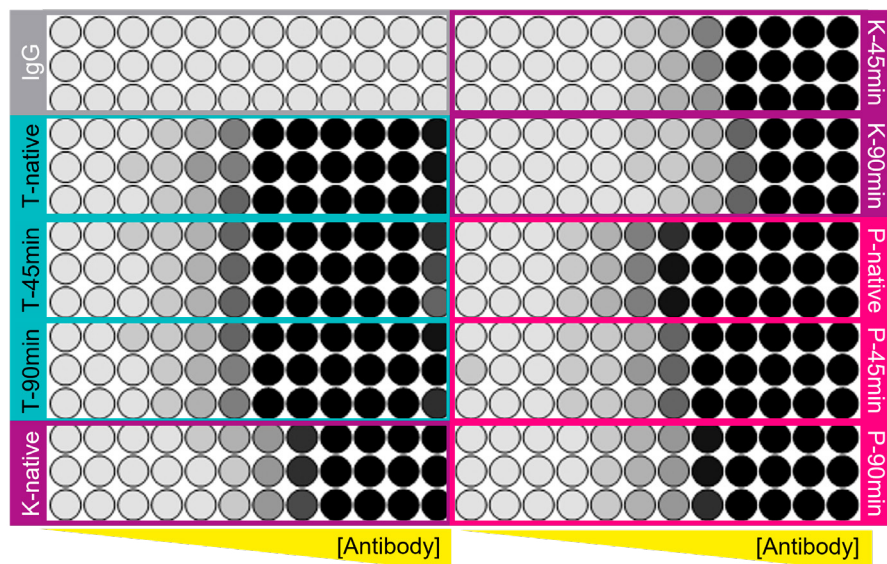 IgG
T-native
T-45min
T-90min
K-native
K-45min
K-90min
P-native
P-45min
P-90min
[Antibody]
[Antibody]